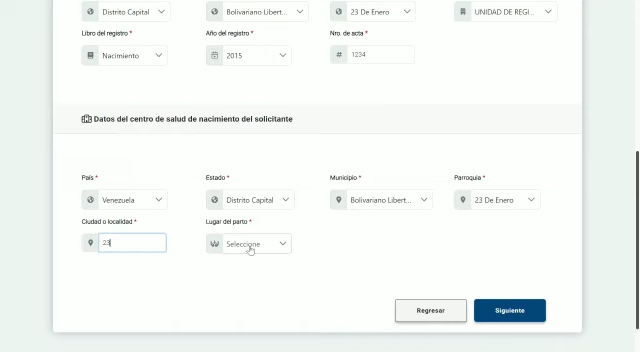 Distrito Capital
Bolivariano Libert...
23 De Enero
UNIDAD DE REGI...
Libro del registro *
Año del registro *
Nro. de acta *
Nacimiento
2015
# 1234
Datos del centro de salud de nacimiento del solicitante
País *
Estado *
Municipio *
Parroquia *
Venezuela
Distrito Capital
Bolivariano Libert...
23 De Enero
Ciudad o localidad *
Lugar del parto *
23
Seleccione
Regresar
Siguiente